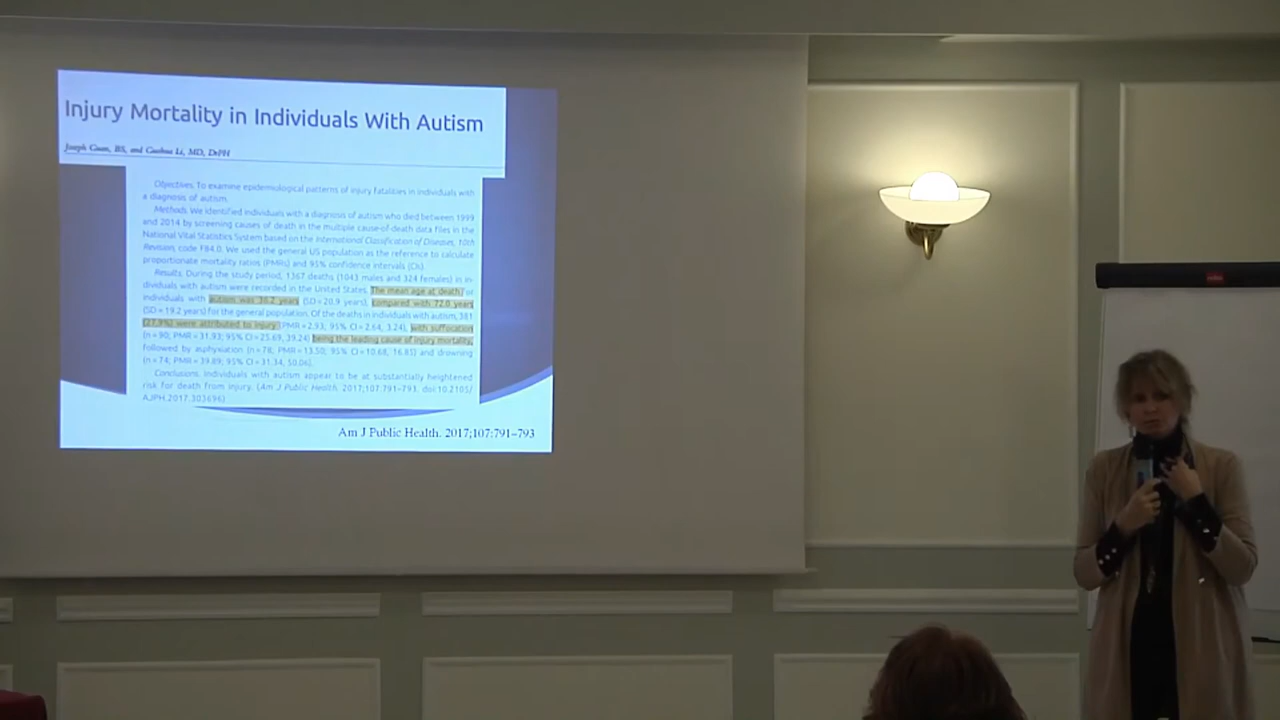 Injury Mortality in Individuals With Autism
Joseph Guan, BS, and Guohua Li, MD, DrPH
Objectives. To examine epidemiological patterns of injury fatalities in individuals with
a diagnosis of autism.
Methods. We identified individuals with a diagnosis of autism who died between 1999
and 2014 by screening causes of death in the multiple cause-of-death data files in the
National Vital Statistics System based on the International Classification of Diseases, 10th
Revision, code F84.0. We used the general US population as the reference to calculate
proportionate mortality ratios (PMRs) and 95% confidence intervals (CIs).
Results. During the study period, 1367 deaths (1043 males and 324 females) in in-
dividuals with autism were recorded in the United States. The mean age at death for
individuals with autism was 36.2 years (SD = 20.9 years), compared with 72.0 years
(SD = 19.2 years) for the general population. Of the deaths in individuals with autism, 381
(27.9%) were attributed to injury (PMR = 2.93; 95% CI = 2.64, 3.24), with suffocation
(n = 90; PMR = 31.93; 95% CI = 25.69, 39.24) being the leading cause of injury mortality,
followed by asphyxiation (n = 78; PMR = 13.50; 95% CI = 10.68, 16.85) and drowning
(n = 74; PMR = 39.89; 95% CI = 31.34, 50.06).
Conclusions. Individuals with autism appear to be at substantially heightened
risk for death from injury. (Am J Public Health. 2017;107:791–793. doi:10.2105/
AJPH.2017.303696)
Am J Public Health. 2017;107:791–793